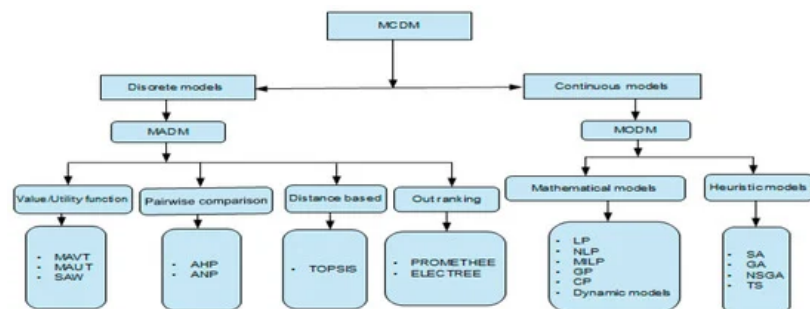 MCDM
Discrete models
Continuous models
MADM
MODM
Value/Utility function
Pairwise comparison
Distance based
Out ranking
Mathematical models
Heuristic models
• MAVT
• MAUT
• SAW
• AHP
• ANP
• TOPSIS
• PROMETHEE
• ELECTREE
• LP
• NLP
• MILP
• GP
• CP
• Dynamic models
• SA
• GA
• NSGA
• TS